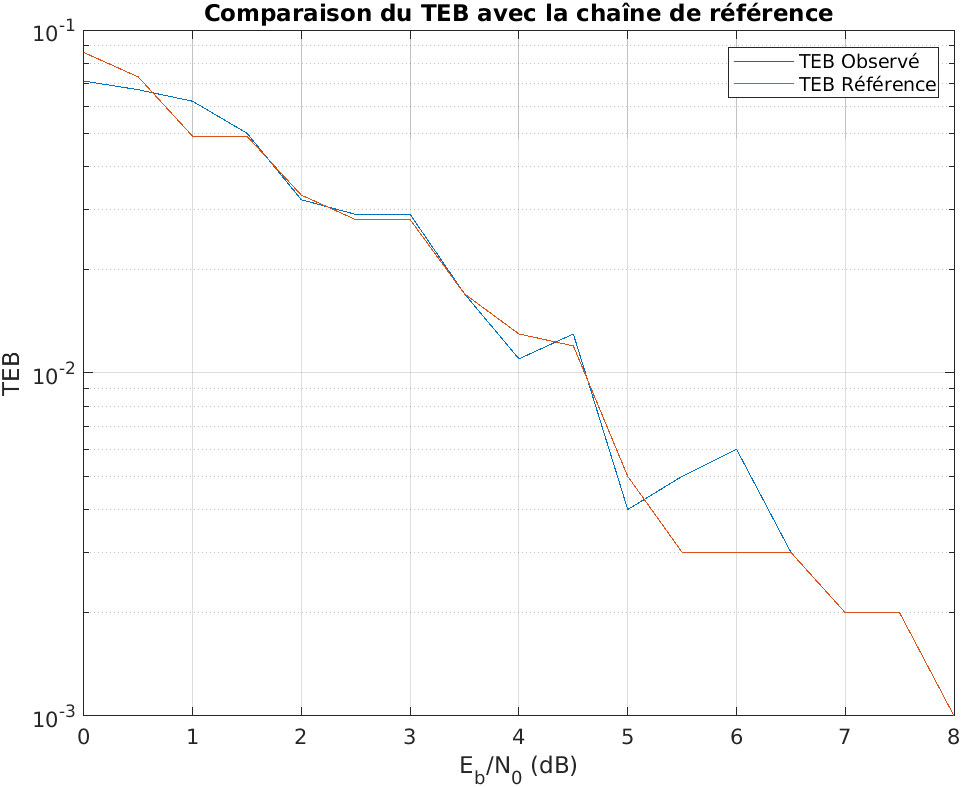 Comparaison du TEB avec la chaîne de référence
TEB Observé
TEB Référence
10^-1
10^-2
10^-3
TEB
0 1 2 3 4 5 6 7 8
E_b/N_0 (dB)